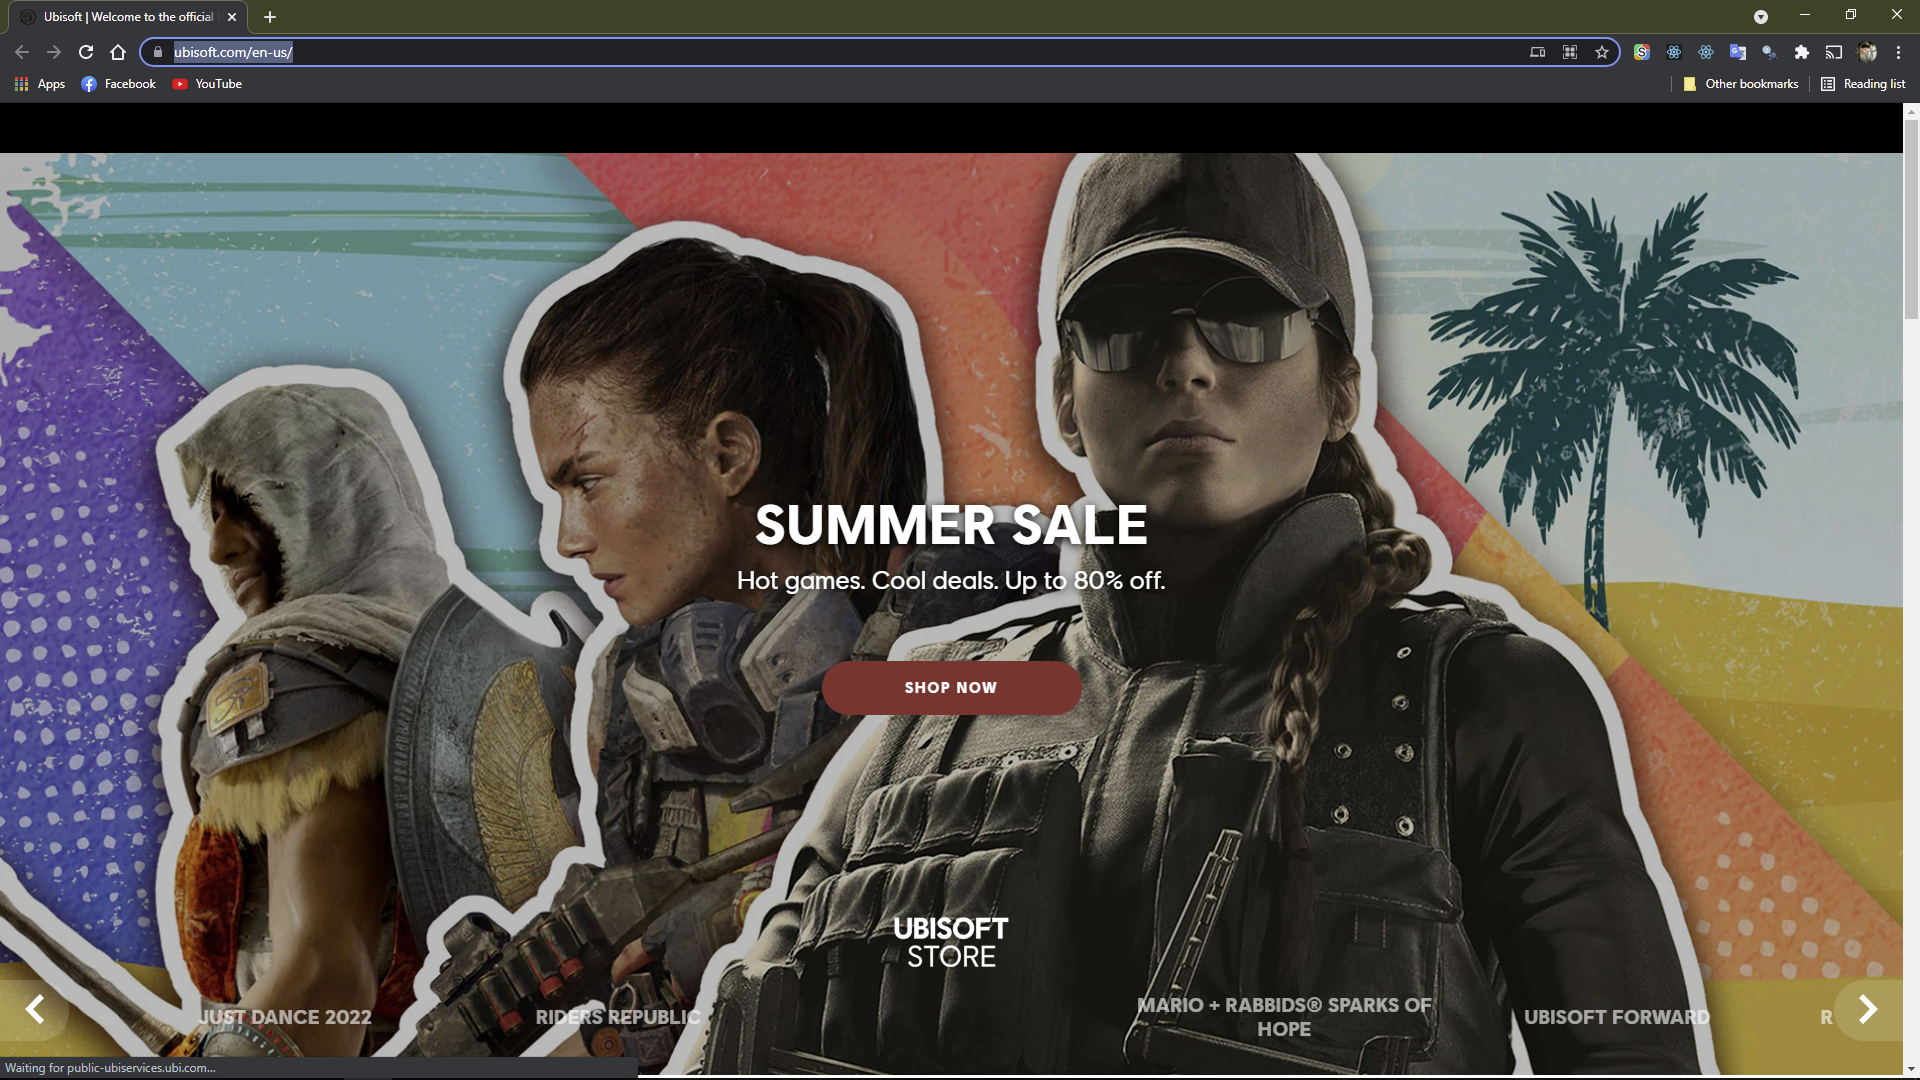 Ubisoft | Welcome to the official
ubisoft.com/en-us/
Apps
Facebook
YouTube
Other bookmarks
Reading list
SUMMER SALE
Hot games. Cool deals. Up to 80% off.
SHOP NOW
UBISOFT
STORE
JUST DANCE 2022
RIDERS REPUBLIC
MARIO + RABBIDS® SPARKS OF
HOPE
UBISOFT FORWARD
R
Waiting for public-ubiservices.ubi.com...